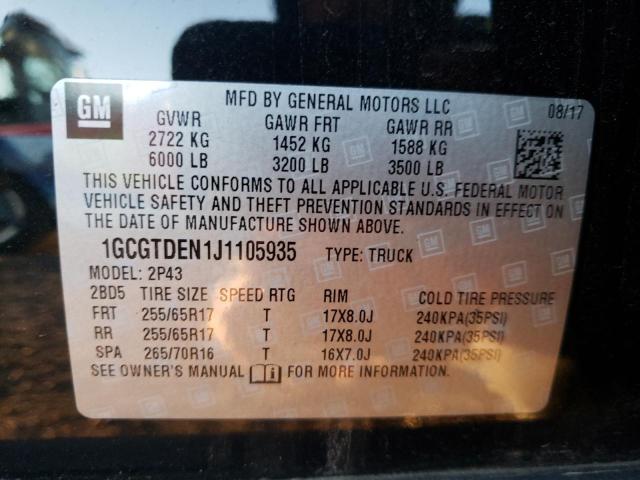 GM
MFD BY GENERAL MOTORS LLC 08/17
GVWR GAWR FRT GAWR RR
2722 KG 1452 KG 1588 KG
6000 LB 3200 LB 3500 LB
THIS VEHICLE CONFORMS TO ALL APPLICABLE U.S. FEDERAL MOTOR
VEHICLE SAFETY AND THEFT PREVENTION STANDARDS IN EFFECT ON
THE DATE OF MANUFACTURE SHOWN ABOVE.
1GCGTDEN1J1105935 TYPE: TRUCK
MODEL: 2P43
2BD5 TIRE SIZE SPEED RTG RIM COLD TIRE PRESSURE
FRT 255/65R17 T 17X8.0J 240KPA(35PSI)
RR 255/65R17 T 17X8.0J 240KPA(35PSI)
SPA 265/70R16 T 16X7.0J 240KPA(35PSI)
SEE OWNER'S MANUAL FOR MORE INFORMATION.